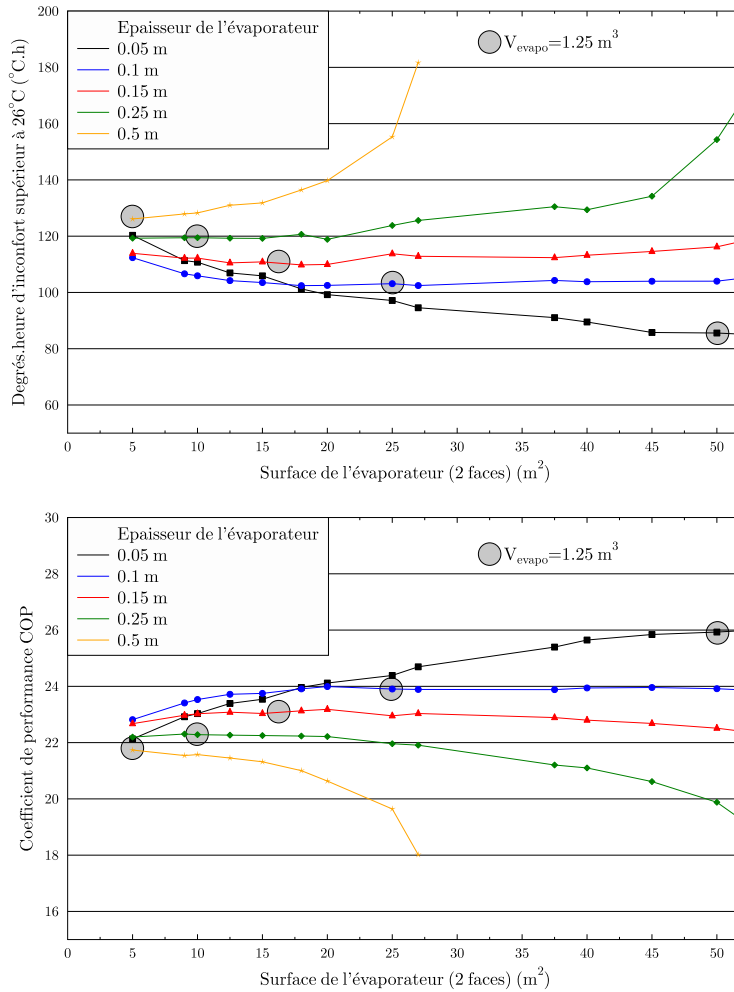 200
180
160
140
120
100
80
60
Degrés.heure d'inconfort supérieur à 26°C (°C.h)
Epaisseur de l'évaporateur
0.05 m
0.1 m
0.15 m
0.25 m
0.5 m
V_evapo=1.25 m^3
0 5 10 15 20 25 30 35 40 45 50
Surface de l'évaporateur (2 faces) (m^2)
30
28
26
24
22
20
18
16
Coefficient de performance COP
Epaisseur de l'évaporateur
0.05 m
0.1 m
0.15 m
0.25 m
0.5 m
V_evapo=1.25 m^3
0 5 10 15 20 25 30 35 40 45 50
Surface de l'évaporateur (2 faces) (m^2)